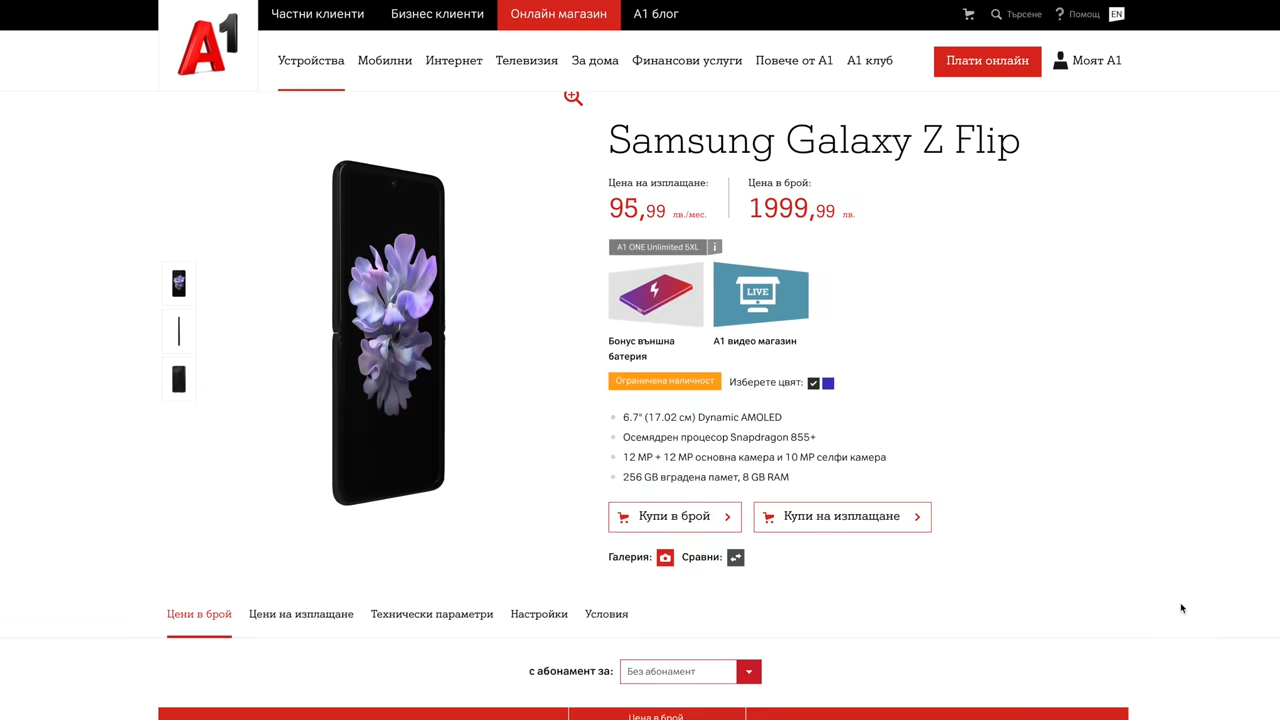 Частни клиенти Бизнес клиенти Онлайн магазин A1 блог Търсене Помощ EN
A1
Устройства Мобилни Интернет Телевизия За дома Финансови услуги Повече от A1 A1 клуб Плати онлайн Моят A1
Samsung Galaxy Z Flip
Цена на изплащане: Цена в брой:
95,99 лв./мес. 1999,99 лв.
A1 ONE Unlimited 5XL i
LIVE
Бонус външна батерия
A1 видео магазин
Ограничена наличност Изберете цвят:
6.7" (17.02 см) Dynamic AMOLED
Осемядрен процесор Snapdragon 855+
12 MP + 12 MP основна камера и 10 MP селфи камера
256 GB вградена памет, 8 GB RAM
Купи в брой Купи на изплащане
Галерия: Сравни:
Цени в брой Цени на изплащане Технически параметри Настройки Условия
с абонамент за: Без абонамент
Цена в брой